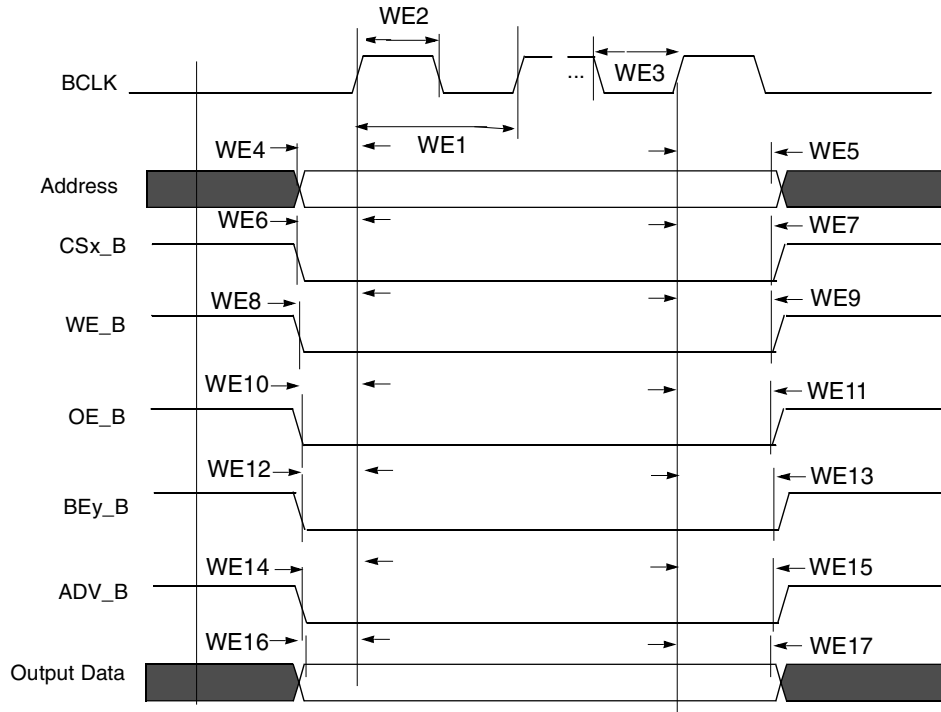 WE2
BCLK
...
WE3
WE1
WE4
WE5
Address
WE6
WE7
CSx_B
WE8
WE9
WE_B
WE10
WE11
OE_B
WE12
WE13
BEy_B
WE14
WE15
ADV_B
WE16
WE17
Output Data